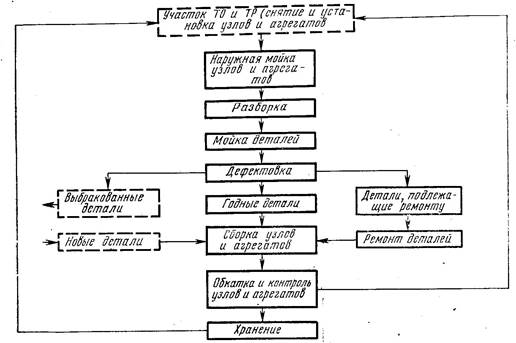 Участок ТО и ТР (снятие и уста-
новка узлов и агрегатов
Наружная мойка
узлов и агрега-
тов
Разборка
Мойка деталей
Дефектовка
Выбракованные
детали
Годные детали
Детали, подлежа-
щие ремонту
Новые детали
Сборка узлов
и агрегатов
Ремонт деталей
Обкатка и контроль
узлов и агрегатов
Хранение